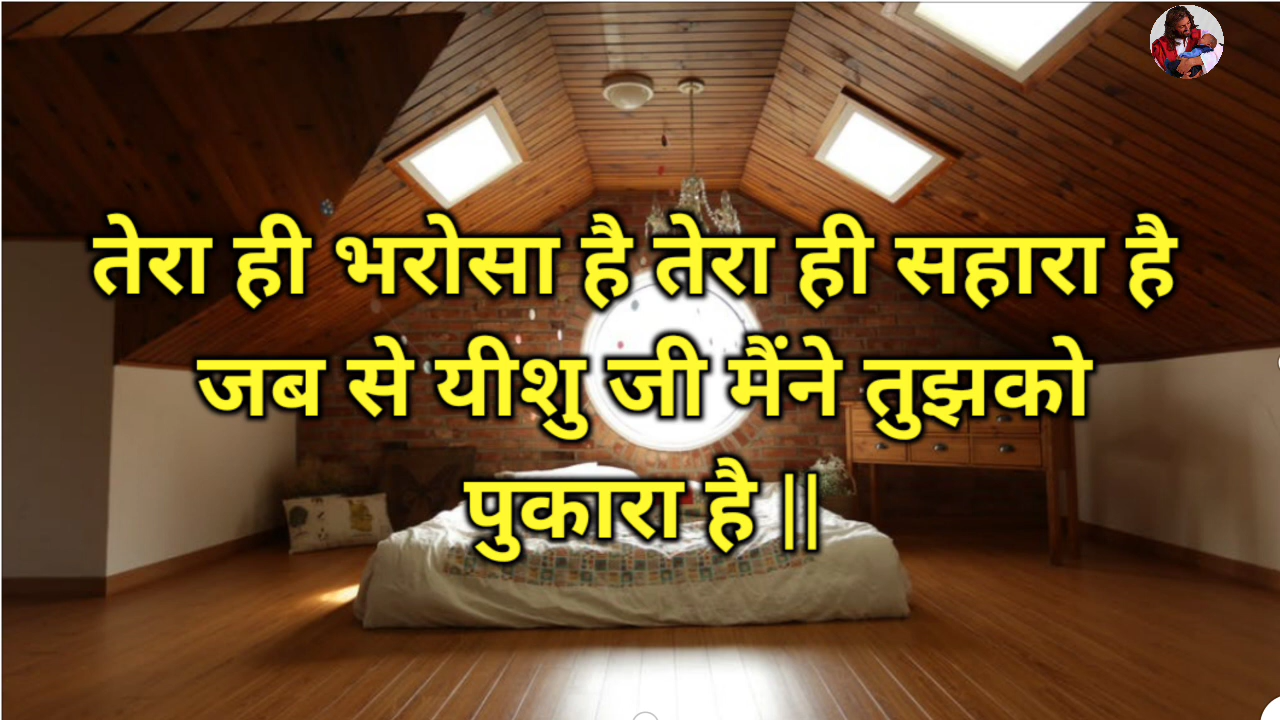 तेरा ही भरोसा है तेरा ही सहारा है
जब से यीशु जी मैंने तुझको
पुकारा है ||